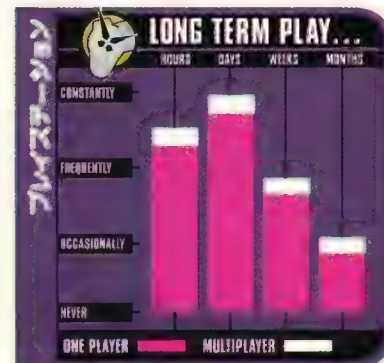 LONG TERM PLAY...
HOURS DAYS WEEKS MONTHS
プレイステーション
CONSTANTLY
FREQUENTLY
OCCASIONALLY
NEVER
ONE PLAYER MULTIPLAYER